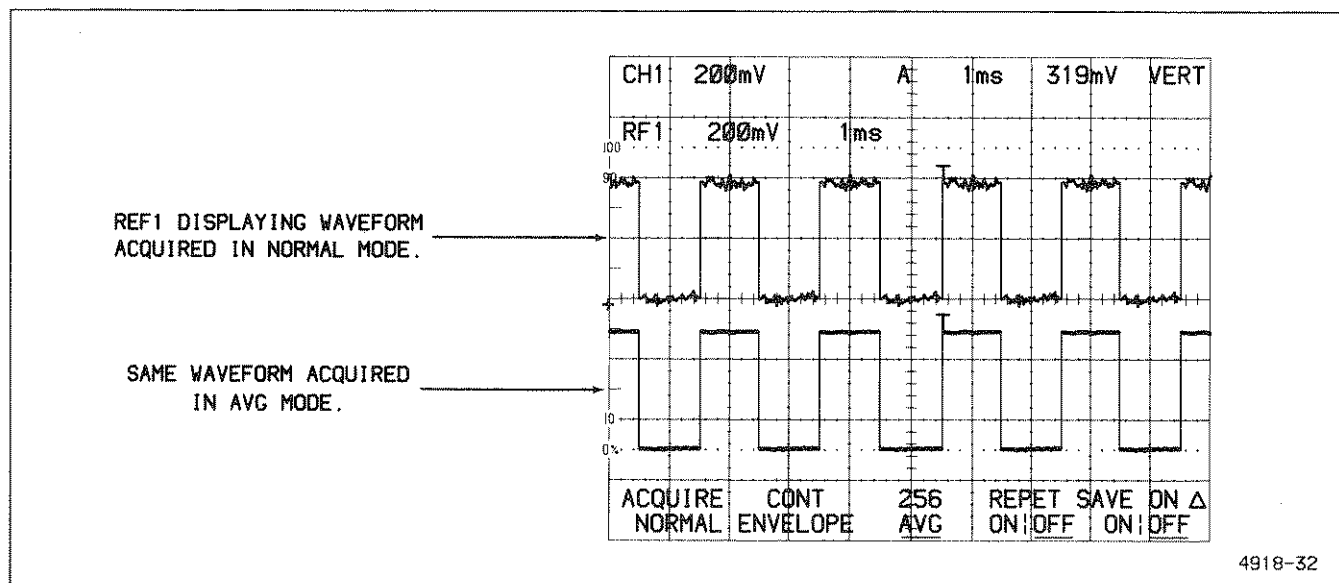 CH1 200mV A 1ms 319mV VERT
RF1 200mV 1ms
100
90
REF1 DISPLAYING WAVEFORM
ACQUIRED IN NORMAL MODE.
SAME WAVEFORM ACQUIRED
IN AVG MODE.
10
0%
ACQUIRE CONT 256 REPET SAVE ON Δ
NORMAL ENVELOPE AVG ON|OFF ON|OFF
4918-32